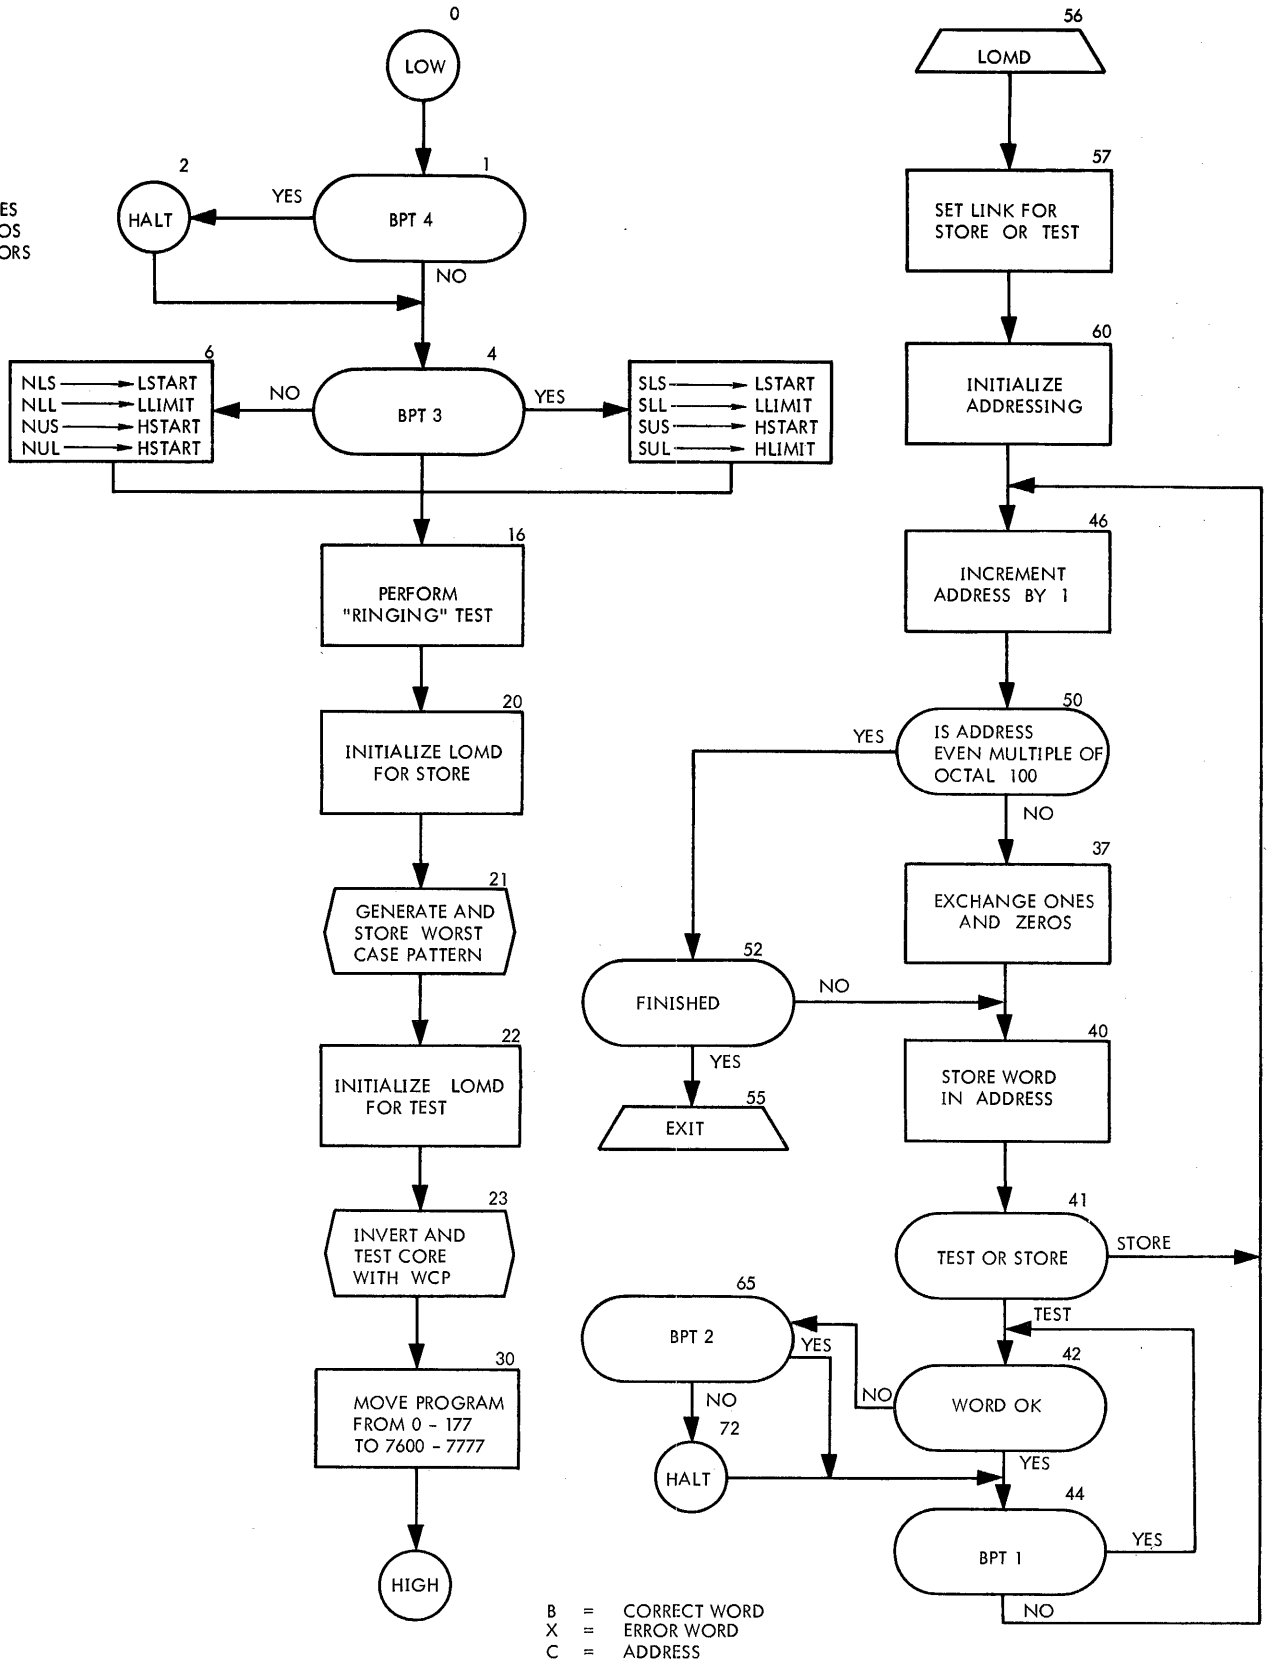 0
LOW
2
1
HALT
YES
BPT 4
NO
ES
OS
ORS
6
4
NLS → LSTART
NLL → LLIMIT
NUS → HSTART
NUL → HSTART
NO
BPT 3
YES
SLS → LSTART
SLL → LLIMIT
SUS → HSTART
SUL → HLIMIT
16
PERFORM
"RINGING" TEST
20
INITIALIZE LOMD
FOR STORE
21
GENERATE AND
STORE WORST
CASE PATTERN
22
INITIALIZE LOMD
FOR TEST
23
INVERT AND
TEST CORE
WITH WCP
30
MOVE PROGRAM
FROM 0 - 177
TO 7600 - 7777
HIGH
56
LOMD
57
SET LINK FOR
STORE OR TEST
60
INITIALIZE
ADDRESSING
46
INCREMENT
ADDRESS BY 1
50
IS ADDRESS
EVEN MULTIPLE OF
OCTAL 100
YES
NO
37
EXCHANGE ONES
AND ZEROS
52
FINISHED
NO
YES
55
EXIT
40
STORE WORD
IN ADDRESS
41
TEST OR STORE
STORE
TEST
42
WORD OK
NO
YES
65
BPT 2
YES
NO
72
HALT
44
BPT 1
YES
NO
B = CORRECT WORD
X = ERROR WORD
C = ADDRESS